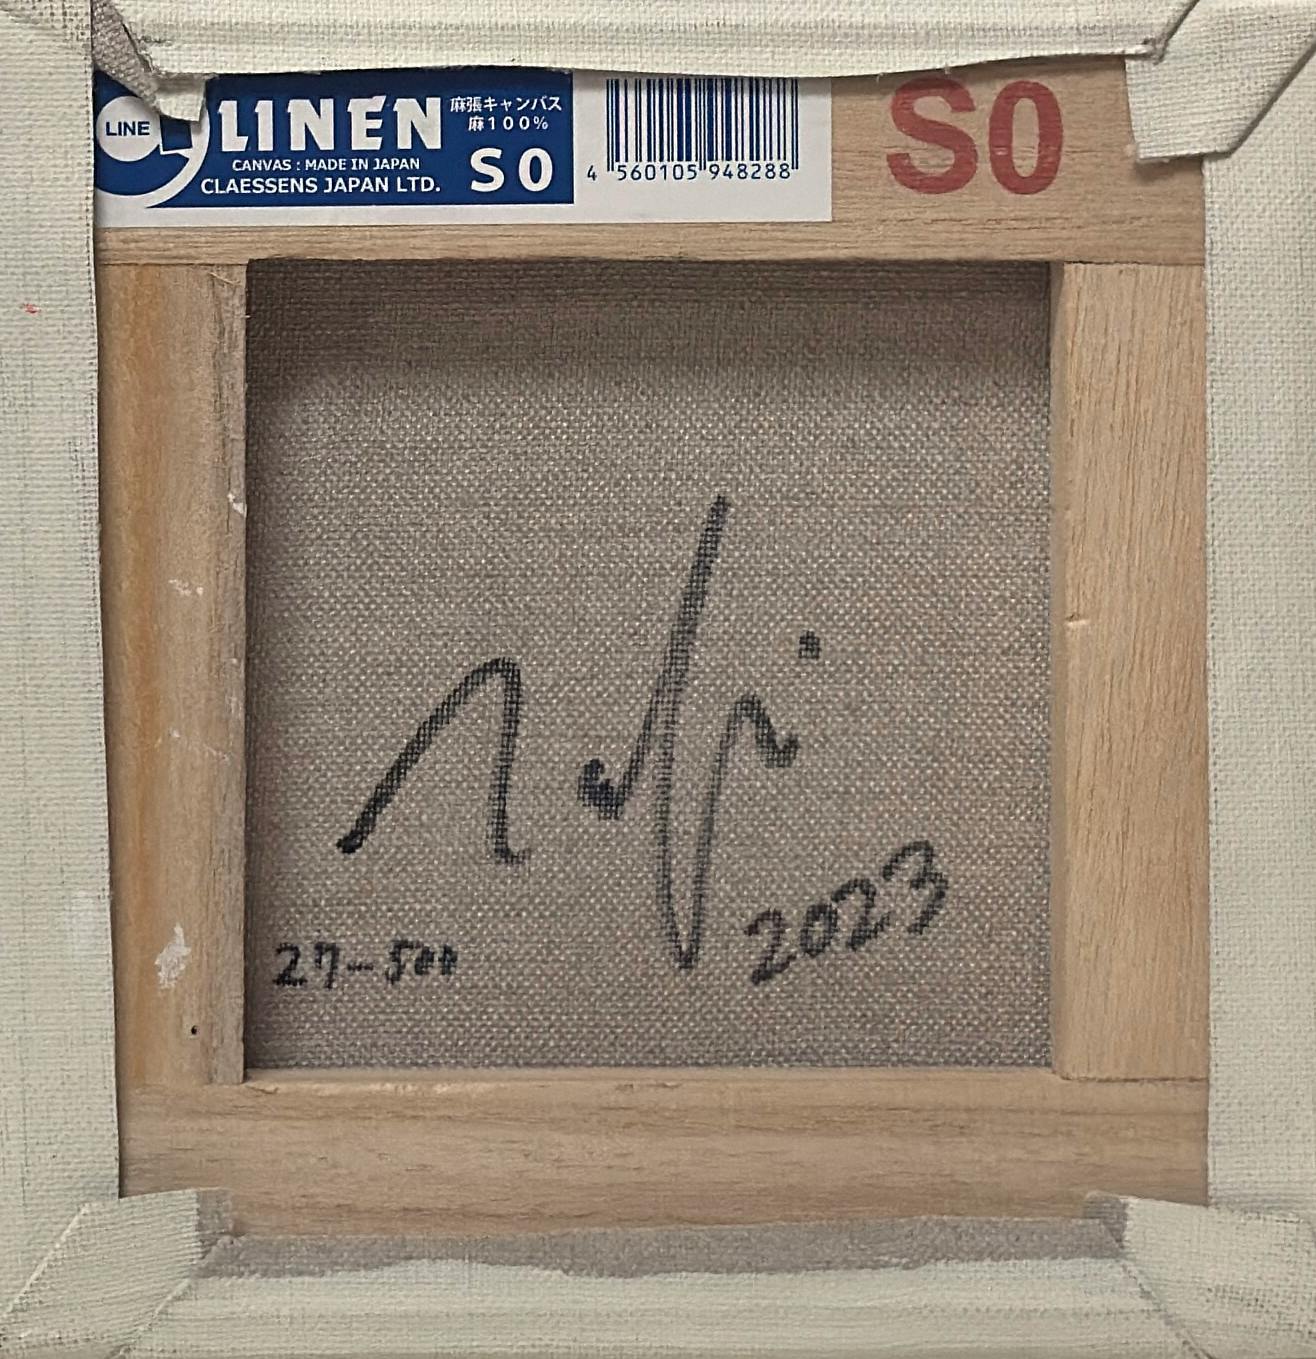 LINE
LINEN
麻張キャンバス
麻100%
CANVAS : MADE IN JAPAN
CLAESSENS JAPAN LTD.
S0
4 560105 948288
S0
2023